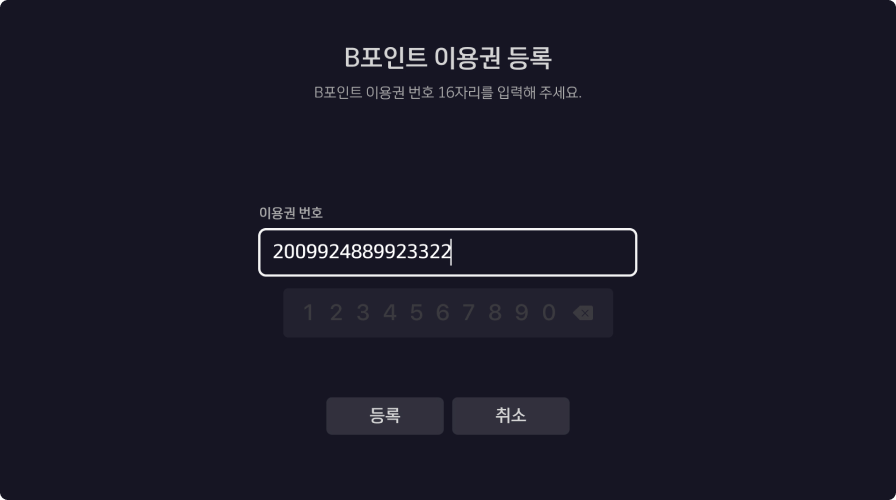 B포인트 이용권 등록
B포인트 이용권 번호 16자리를 입력해 주세요.
이용권 번호
2009924889923322
1 2 3 4 5 6 7 8 9 0
등록 취소